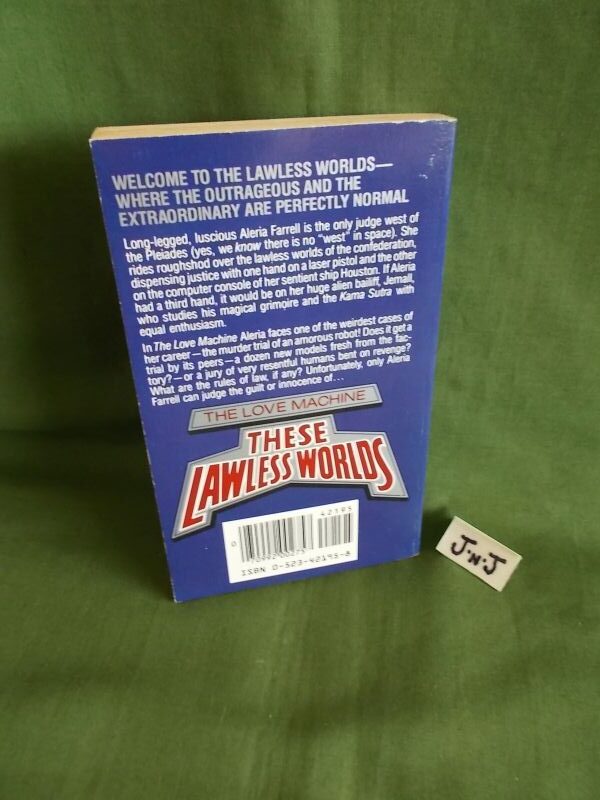 WELCOME TO THE LAWLESS WORLDS—
WHERE THE OUTRAGEOUS AND THE
EXTRAORDINARY ARE PERFECTLY NORMAL
Long-legged, luscious Aleria Farrell is the only judge west of
the Pleiades (yes, we know there is no "west" in space). She
rides roughshod over the lawless worlds of the confederation,
dispensing justice with one hand on a laser pistol and the other
on the computer console of her sentient ship Houston. If Aleria
had a third hand, it would be on her huge alien bailiff, Jemall,
who studies his magical grimoire and the Kama Sutra with
equal enthusiasm.
In The Love Machine Aleria faces one of the weirdest cases of
her career—the murder trial of an amorous robot! Does it get a
trial by its peers—a dozen new models fresh from the fac-
tory?—or a jury of very resentful humans bent on revenge?
What are the rules of law, if any? Unfortunately, only Aleria
Farrell can judge the guilt or innocence of...
THE LOVE MACHINE
THESE
LAWLESS WORLDS
42195
0
70992 00275
ISBN 0-523-42195-8
J·N·J